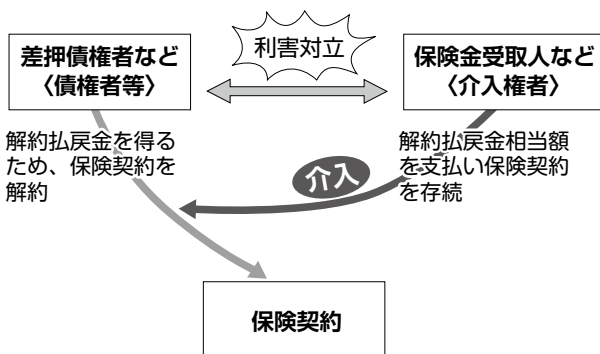 差押債権者など
〈債権者等〉
利害対立
保険金受取人など
〈介入権者〉
解約払戻金を得る
ため、保険契約を
解約
解約払戻金相当額
を支払い保険契約
を存続
介入
保険契約